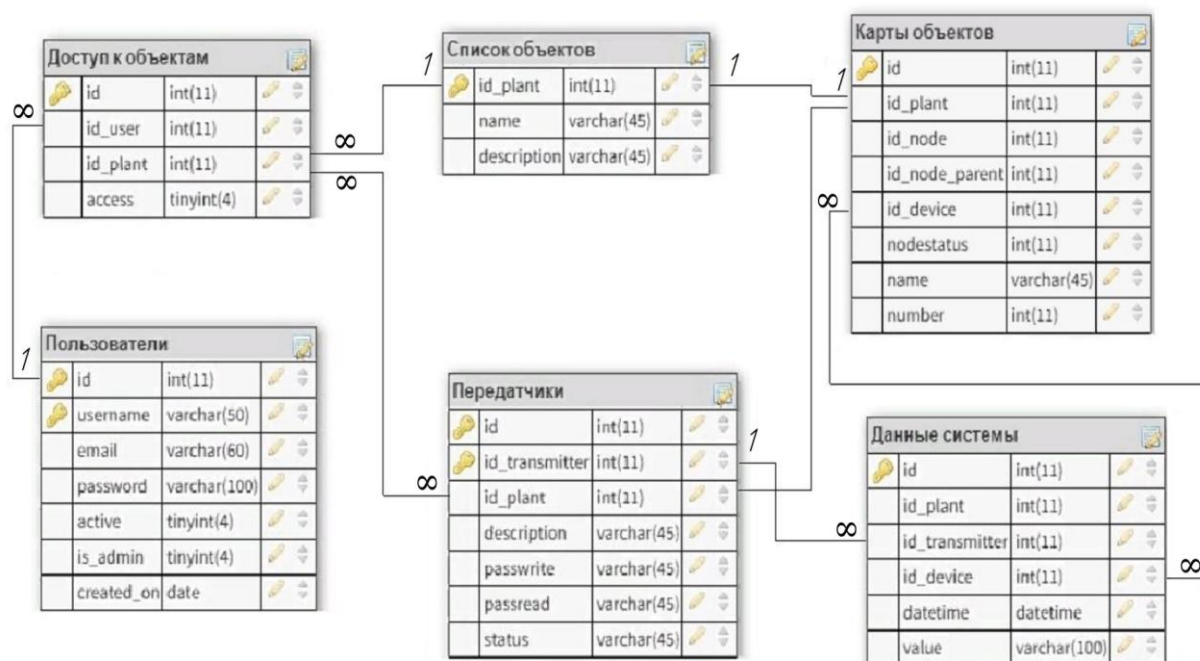 Доступ к объектам
id int(11)
id_user int(11)
id_plant int(11)
access tinyint(4)
∞
∞
∞
1
Список объектов
id_plant int(11)
name varchar(45)
description varchar(45)
1
1
Карты объектов
id int(11)
id_plant int(11)
id_node int(11)
id_node_parent int(11)
id_device int(11)
nodestatus int(11)
name varchar(45)
number int(11)
∞
1
Пользователи
id int(11)
username varchar(50)
email varchar(60)
password varchar(100)
active tinyint(4)
is_admin tinyint(4)
created_on date
∞
Передатчики
id int(11)
id_transmitter int(11)
id_plant int(11)
description varchar(45)
passwrite varchar(45)
passread varchar(45)
status varchar(45)
1
∞
Данные системы
id int(11)
id_plant int(11)
id_transmitter int(11)
id_device int(11)
datetime datetime
value varchar(100)
∞